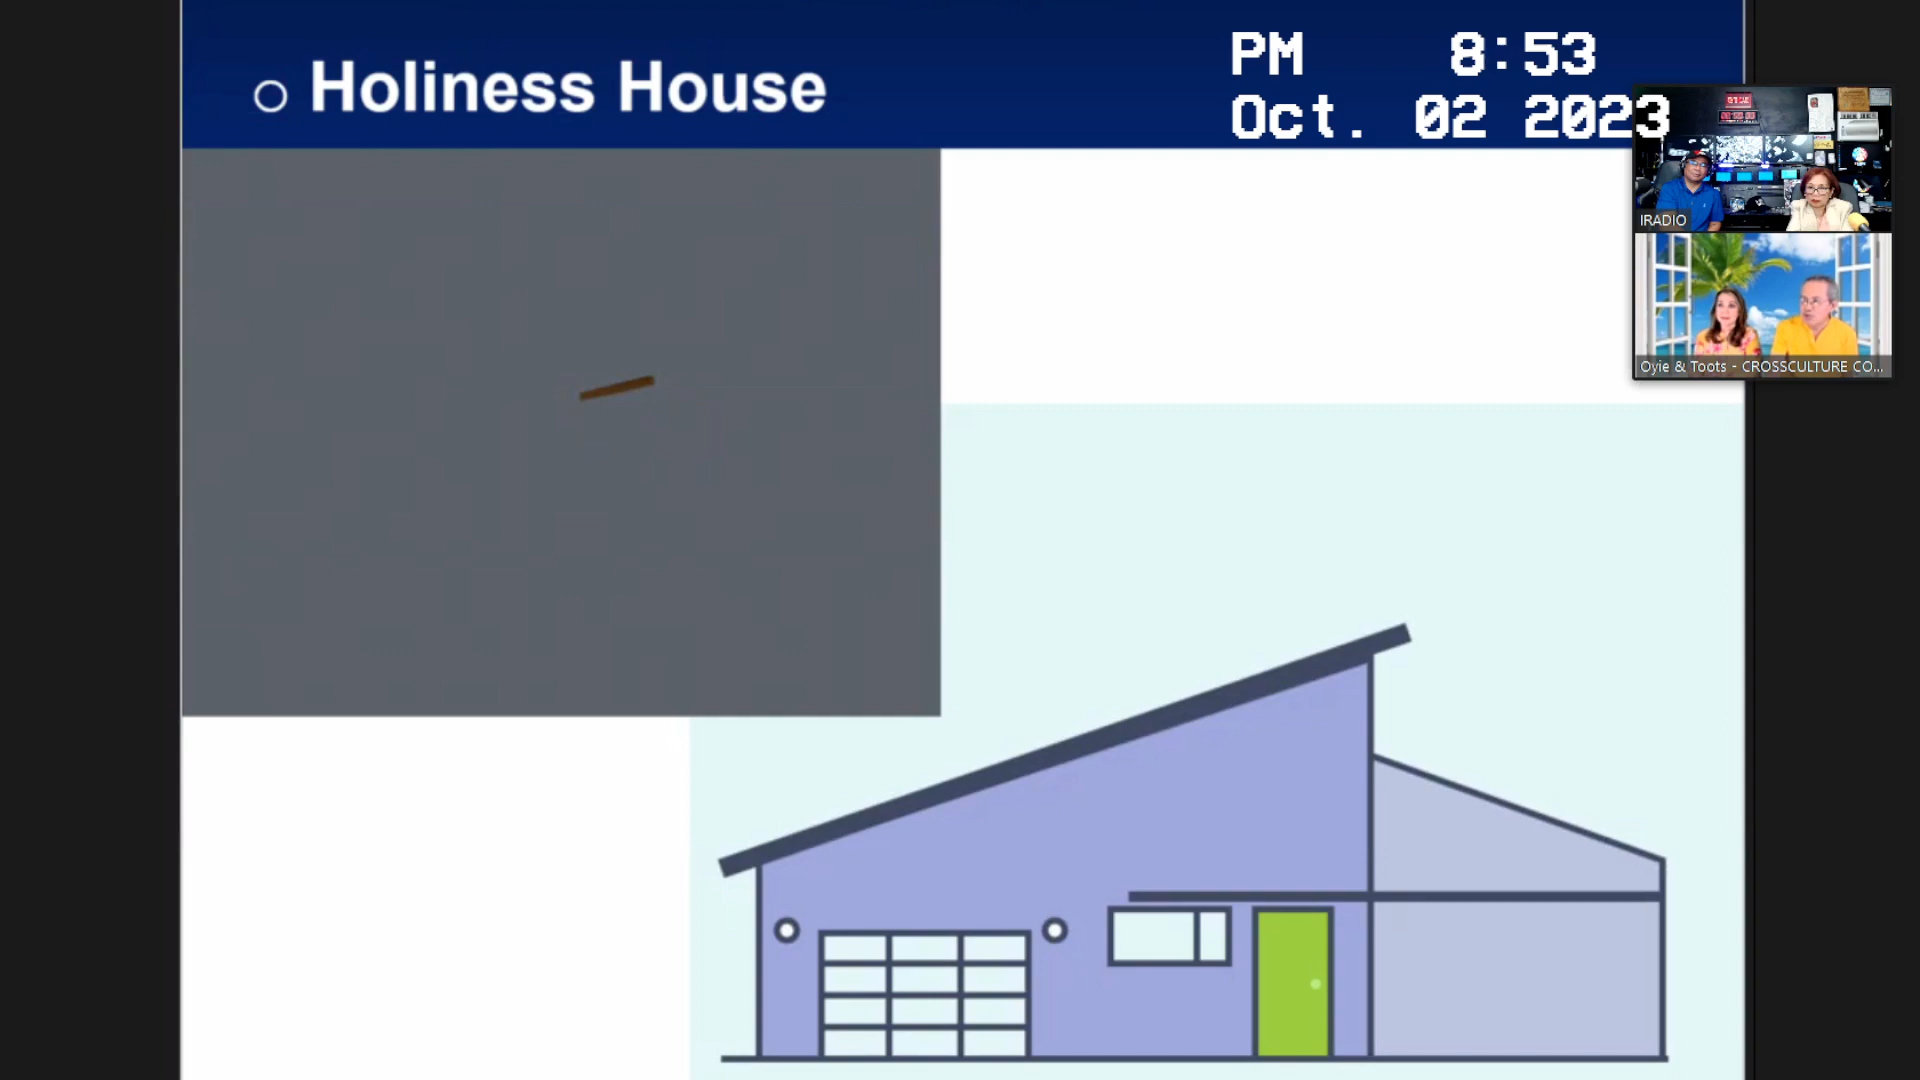 Holiness House
PM 8:53
Oct. 02 2023
IRADIO
Oyie & Toots - CROSSCULTURE CO...